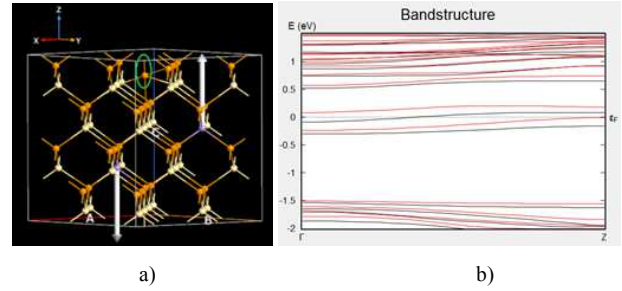 Z
X
Y
C
A
B
a)
Bandstructure
E (eV)
1
0.5
0
-0.5
-1
-1.5
-2
Γ
Z
εF
b)